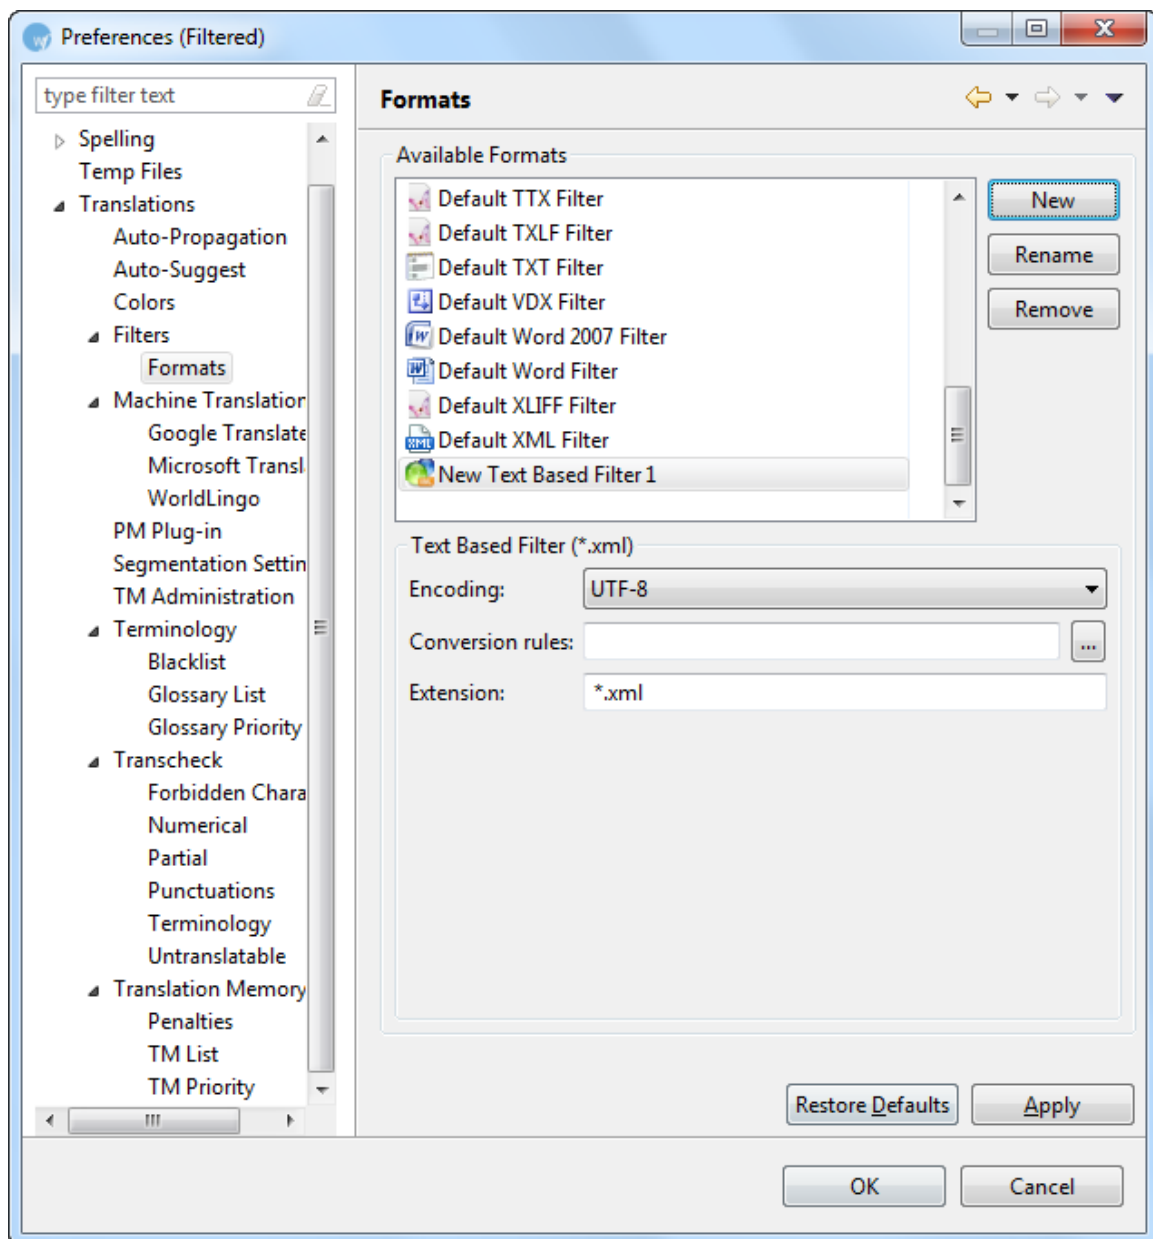 Preferences (Filtered)
type filter text
Spelling
Temp Files
Translations
Auto-Propagation
Auto-Suggest
Colors
Filters
Formats
Machine Translation
Google Translate
Microsoft Transl
WorldLingo
PM Plug-in
Segmentation Settin
TM Administration
Terminology
Blacklist
Glossary List
Glossary Priority
Transcheck
Forbidden Chara
Numerical
Partial
Punctuations
Terminology
Untranslatable
Translation Memory
Penalties
TM List
TM Priority
Formats
Available Formats
Default TTX Filter
Default TXLF Filter
Default TXT Filter
Default VDX Filter
Default Word 2007 Filter
Default Word Filter
Default XLIFF Filter
Default XML Filter
New Text Based Filter 1
New
Rename
Remove
Text Based Filter (*.xml)
Encoding: UTF-8
Conversion rules: ...
Extension: *.xml
Restore Defaults Apply
OK Cancel